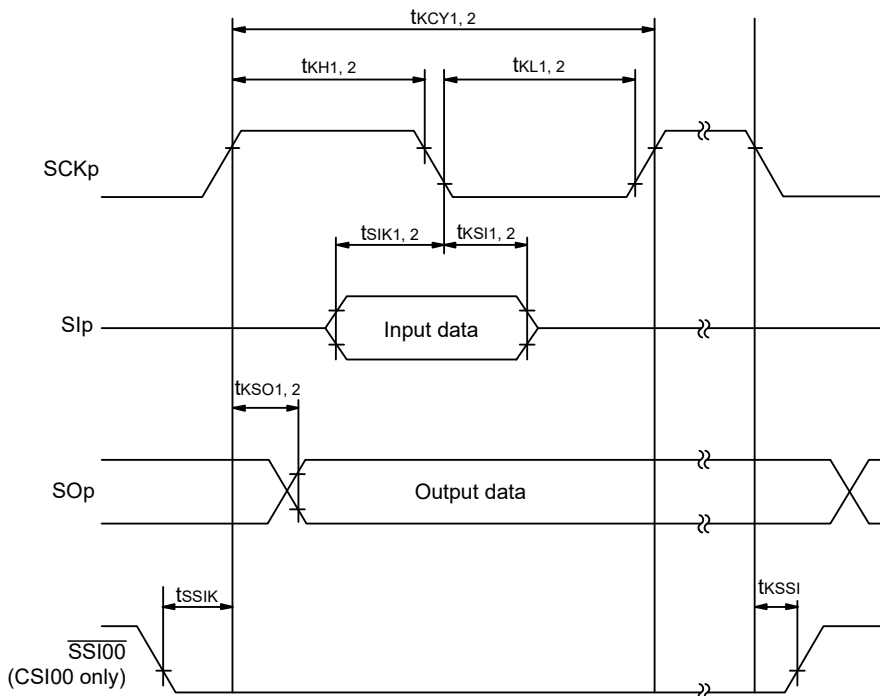 tKCY1, 2
tKH1, 2
tKL1, 2
SCKp
tSIK1, 2
tKSI1, 2
SIp
Input data
tKSO1, 2
SOp
Output data
tSSIK
tKSSI
SSI00
(CSI00 only)